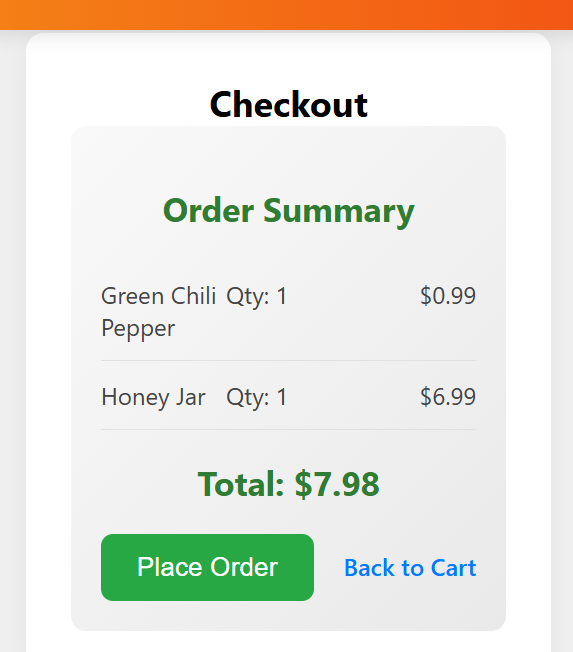 Checkout
Order Summary
Green Chili Qty: 1 $0.99
Pepper
Honey Jar Qty: 1 $6.99
Total: $7.98
Place Order Back to Cart